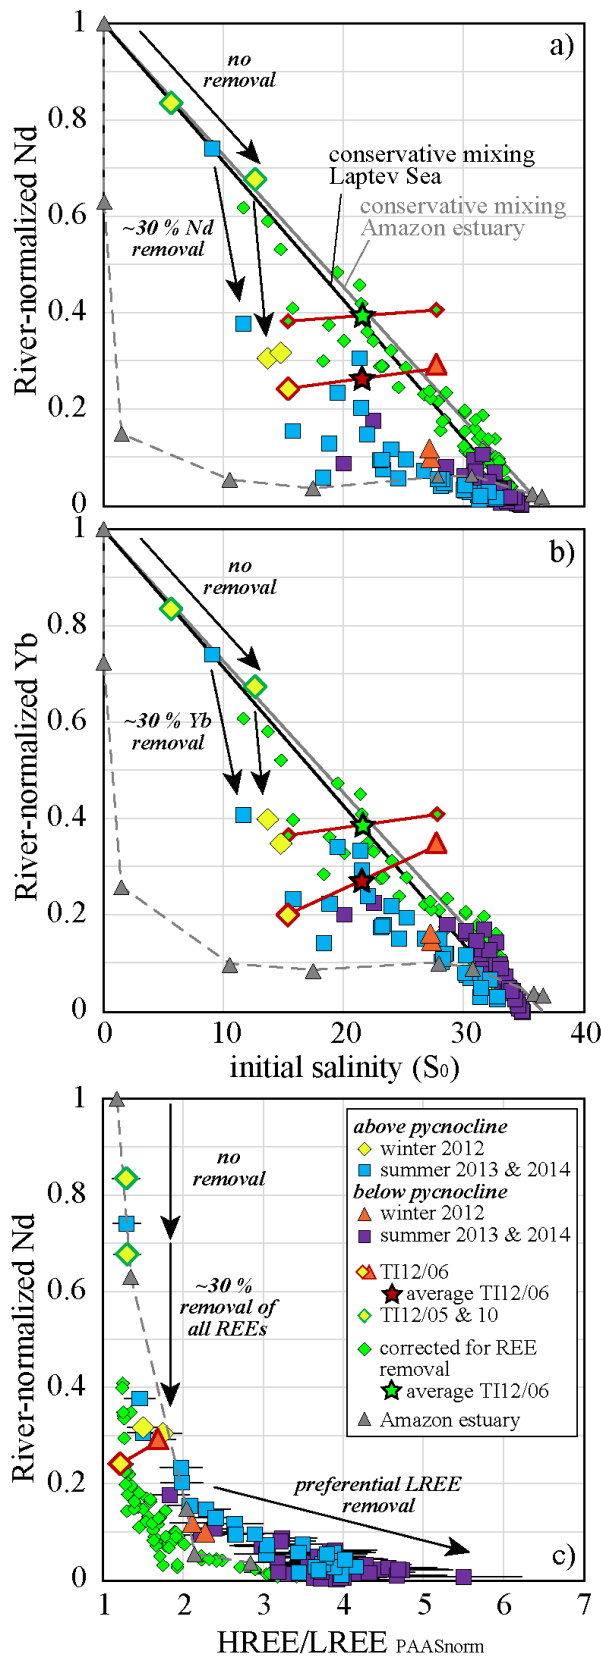 a)
River-normalized Nd
1
0.8
0.6
0.4
0.2
0
no
removal
conservative mixing
Laptev Sea
conservative mixing
Amazon estuary
~30 % Nd
removal
b)
River-normalized Yb
1
0.8
0.6
0.4
0.2
0
no
removal
~30 % Yb
removal
0
10
20
30
40
initial salinity (S0)
River-normalized Nd
1
0.8
0.6
0.4
0.2
0
no
removal
~30 %
removal of
all REEs
above pycnocline
winter 2012
summer 2013 & 2014
below pycnocline
winter 2012
summer 2013 & 2014
TI12/06
average TI12/06
TI12/05 & 10
corrected for REE
removal
average TI12/06
Amazon estuary
preferential LREE
removal
c)
1
2
3
4
5
6
7
HREE/LREE PAASnorm